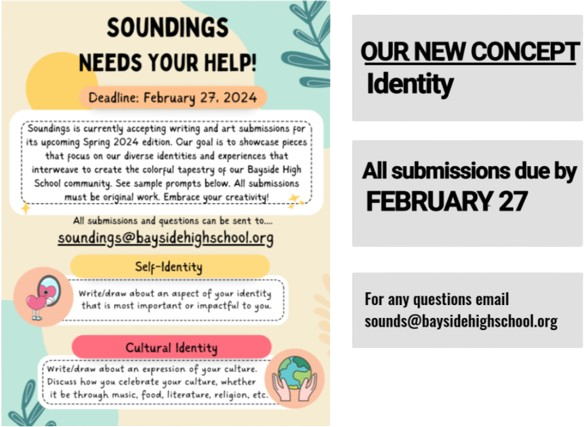 SOUNDINGS
NEEDS YOUR HELP!
Deadline: February 27, 2024
Soundings is currently accepting writing and art submissions for
its upcoming Spring 2024 edition. Our goal is to showcase pieces
that focus on our diverse identities and experiences that
interweave to create the colorful tapestry of our Bayside High
School community. See sample prompts below. All submissions
must be original work. Embrace your creativity!
All submissions and questions can be sent to....
soundings@baysidehighschool.org
Self-Identity
Write/draw about an aspect of your identity
that is most important or impactful to you.
Cultural Identity
Write/draw about an expression of your culture.
Discuss how you celebrate your culture, whether
it be through music, food, literature, religion, etc.
OUR NEW CONCEPT
Identity
All submissions due by
FEBRUARY 27
For any questions email
sounds@baysidehighschool.org